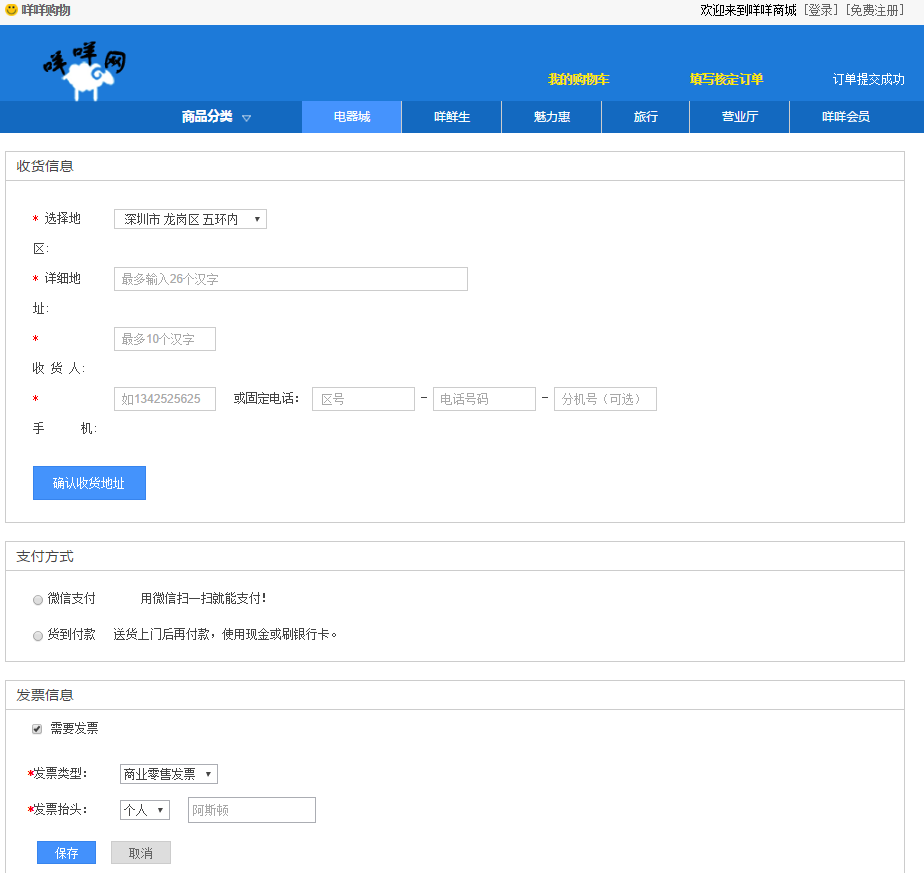 咩咩购物
欢迎来到咩咩商城 [登录] [免费注册]
咩咩网
我的购物车 填写核定订单 订单提交成功
商品分类 ▽ 电器城 咩鲜生 魅力惠 旅行 营业厅 咩咩会员
收货信息
* 选择地 深圳市 龙岗区 五环内
区:
* 详细地 最多输入26个汉字
址:
* 最多10个汉字
收 货 人:
* 如1342525625 或固定电话: 区号 - 电话号码 - 分机号（可选）
手 机:
确认收货地址
支付方式
微信支付 用微信扫一扫就能支付!
货到付款 送货上门后再付款，使用现金或刷银行卡。
发票信息
需要发票
*发票类型: 商业零售发票
*发票抬头: 个人 阿斯顿
保存 取消